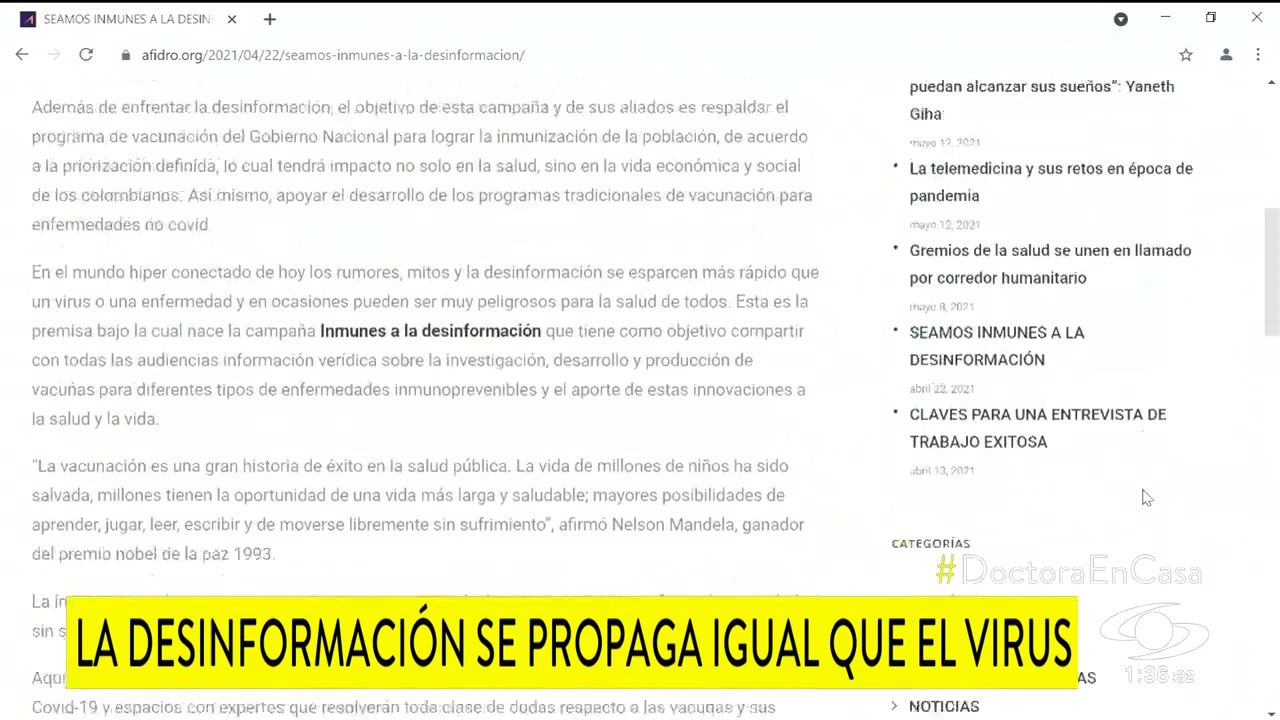 SEAMOS INMUNES A LA DESIN
afidro.org/2021/04/22/seamos-inmunes-a-la-desinformacion/
Además de enfrentar la desinformación, el objetivo de esta campaña y de sus aliados es respaldar el
programa de vacunación del Gobierno Nacional para lograr la inmunización de la población, de acuerdo
a la priorización definida, lo cual tendrá impacto no solo en la salud, sino en la vida económica y social
de los colombianos. Así mismo, apoyar el desarrollo de los programas tradicionales de vacunación para
enfermedades no covid.
En el mundo híper conectado de hoy los rumores, mitos y la desinformación se esparcen más rápido que
un virus o una enfermedad y en ocasiones pueden ser muy peligrosos para la salud de todos. Esta es la
premisa bajo la cual nace la campaña Inmunes a la desinformación que tiene como objetivo compartir
con todas las audiencias información verídica sobre la investigación, desarrollo y producción de
vacunas para diferentes tipos de enfermedades inmunoprevenibles y el aporte de estas innovaciones a
la salud y la vida.
“La vacunación es una gran historia de éxito en la salud pública. La vida de millones de niños ha sido
salvada, millones tienen la oportunidad de una vida más larga y saludable; mayores posibilidades de
aprender, jugar, leer, escribir y de moverse libremente sin sufrimiento”, afirmó Nelson Mandela, ganador
del premio nobel de la paz 1993.
La
sin
Aquí
Covid-19 y espacios con expertos que resolverán toda clase de dudas respecto a las vacunas y sus
puedan alcanzar sus sueños”: Yaneth
Giha
mayo 12, 2021
La telemedicina y sus retos en época de
pandemia
mayo 12, 2021
Gremios de la salud se unen en llamado
por corredor humanitario
mayo 8, 2021
SEAMOS INMUNES A LA
DESINFORMACIÓN
abril 22, 2021
CLAVES PARA UNA ENTREVISTA DE
TRABAJO EXITOSA
abril 13, 2021
CATEGORÍAS
NOTICIAS
#DoctoraEnCasa
LA DESINFORMACIÓN SE PROPAGA IGUAL QUE EL VIRUS
1:36:32